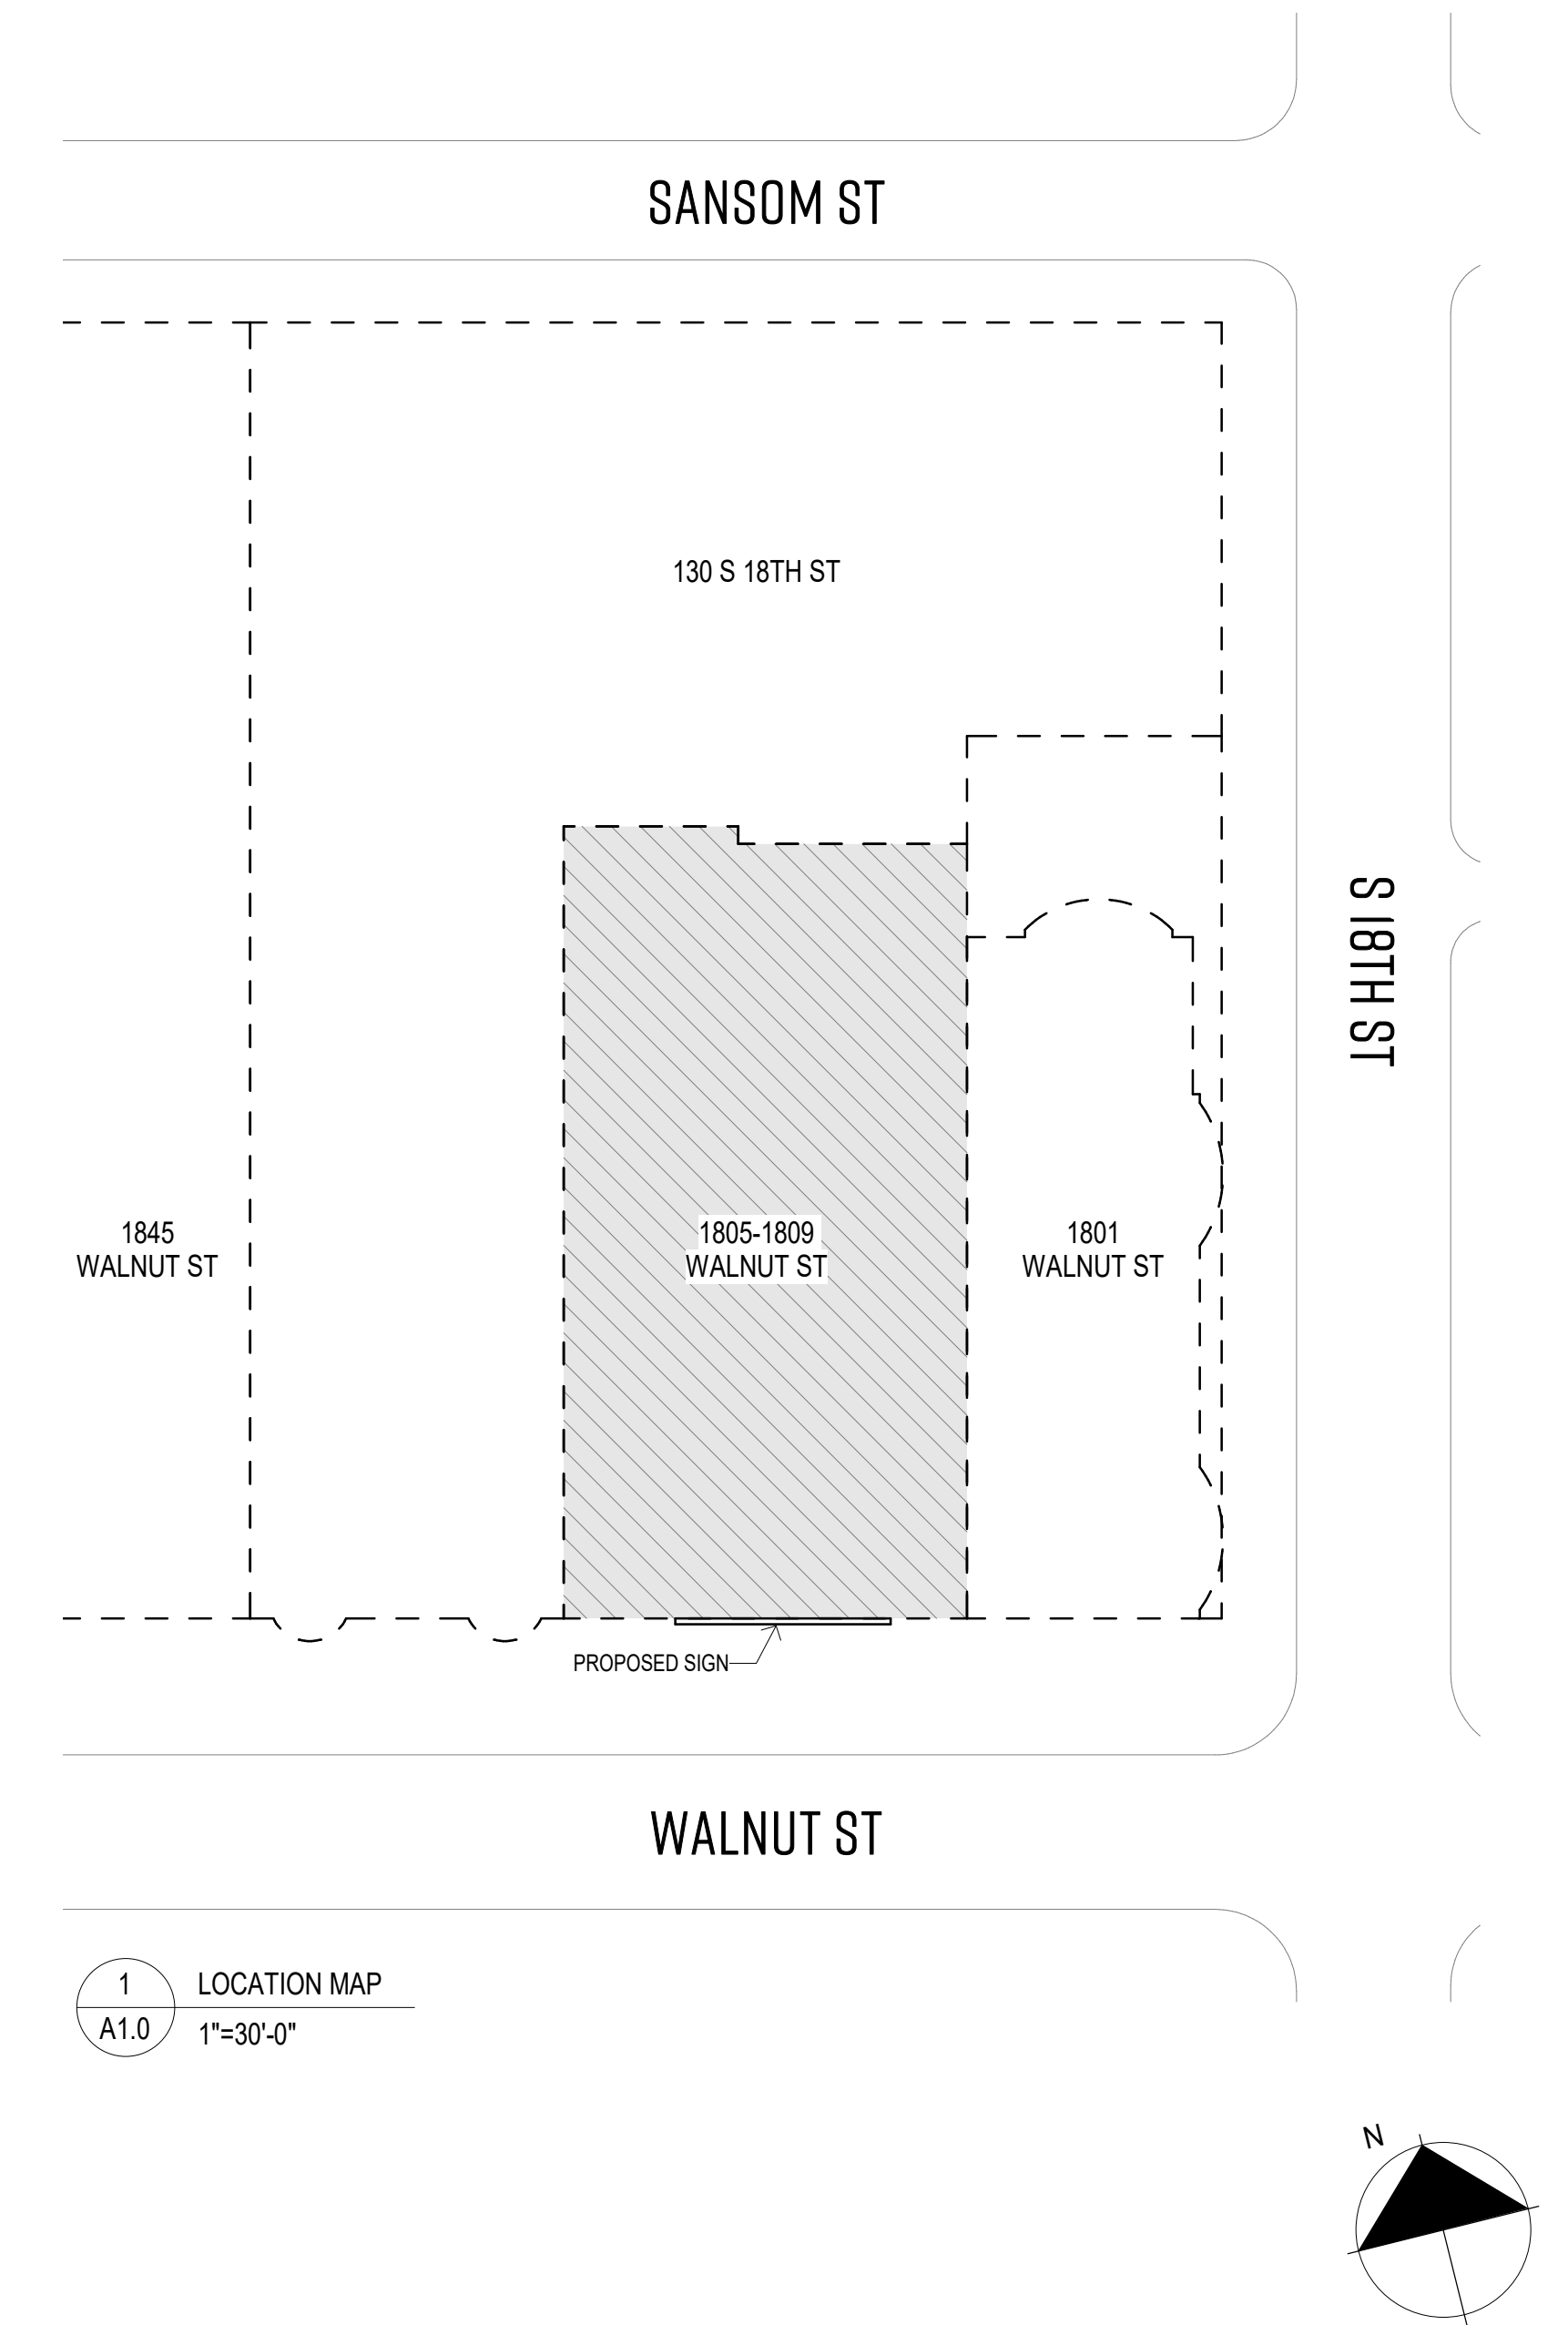 SANSOM ST
130 S 18TH ST
S 18TH ST
1845
WALNUT ST
1805-1809
WALNUT ST
1801
WALNUT ST
PROPOSED SIGN
WALNUT ST
1
LOCATION MAP
A1.0
1"=30'-0"
N